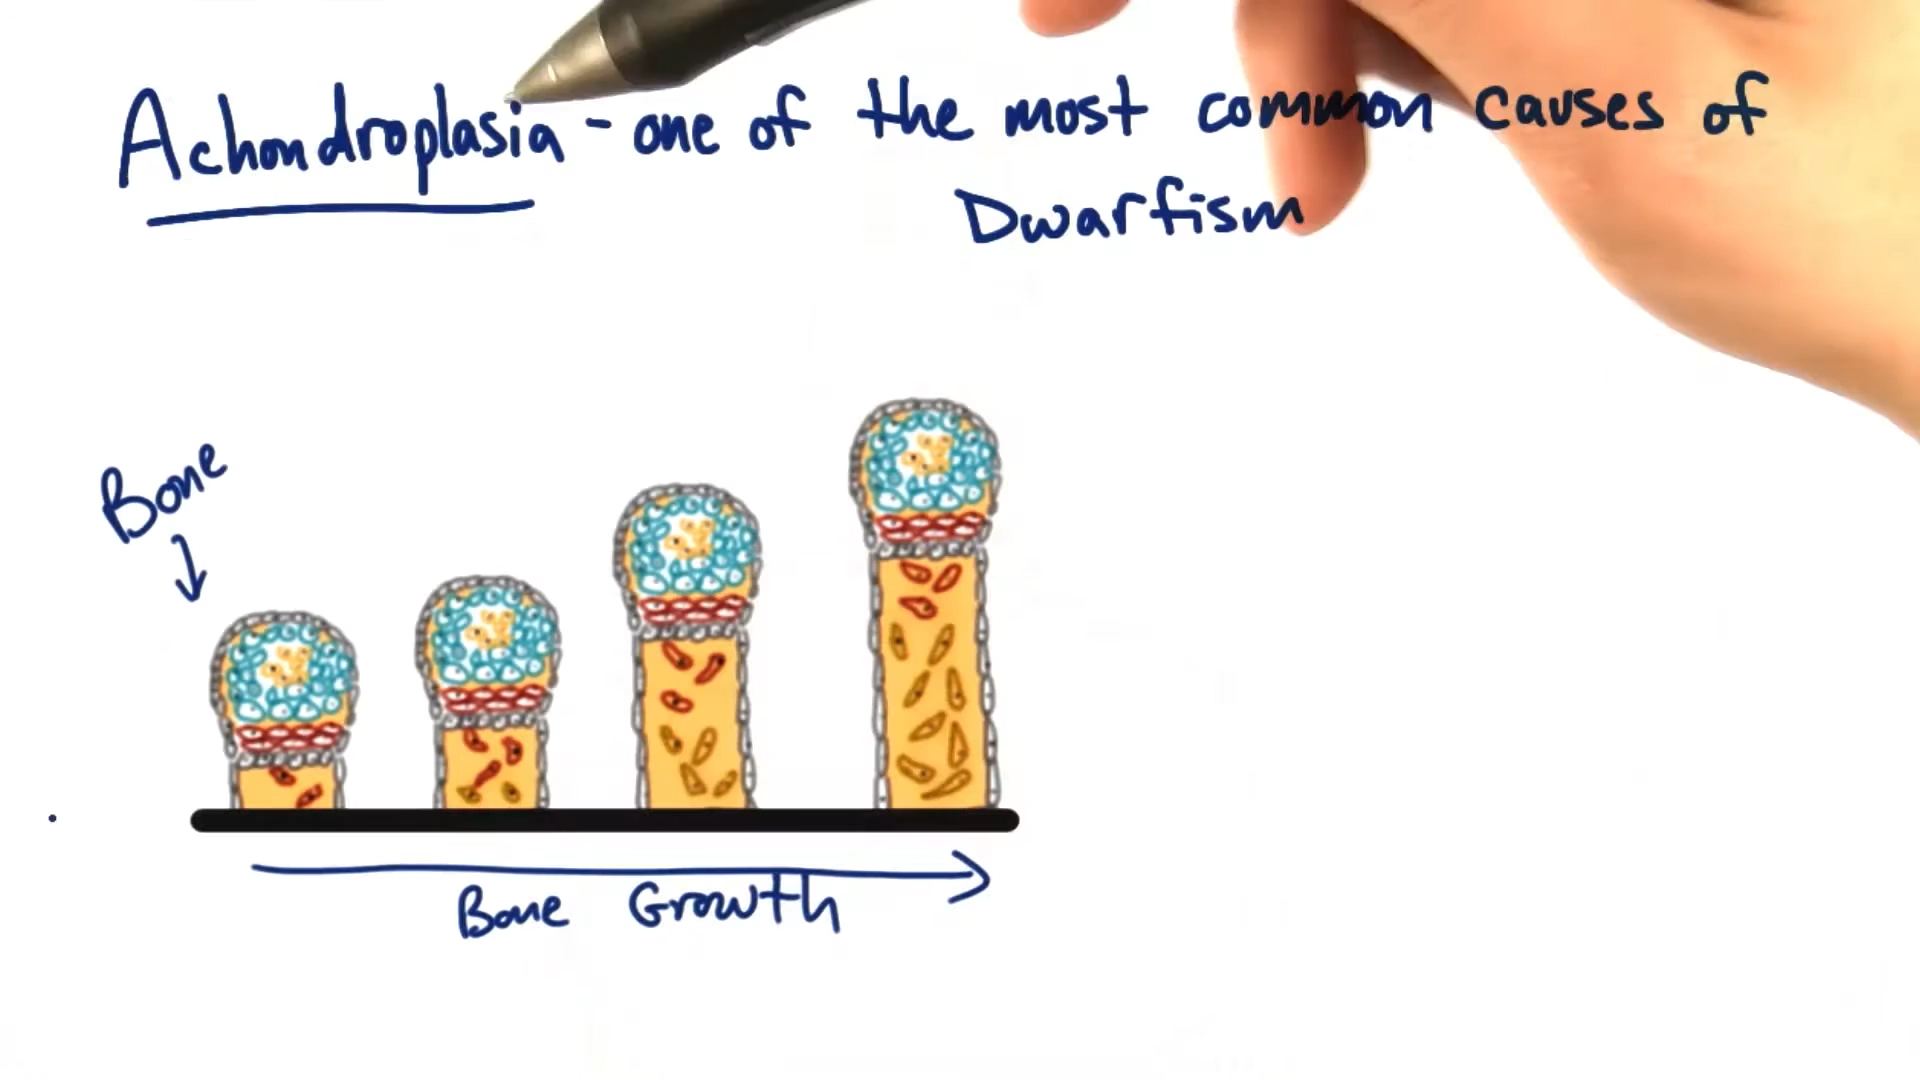 Achondroplasia - one of the most common causes of
Dwarfism
Bone
Bone Growth